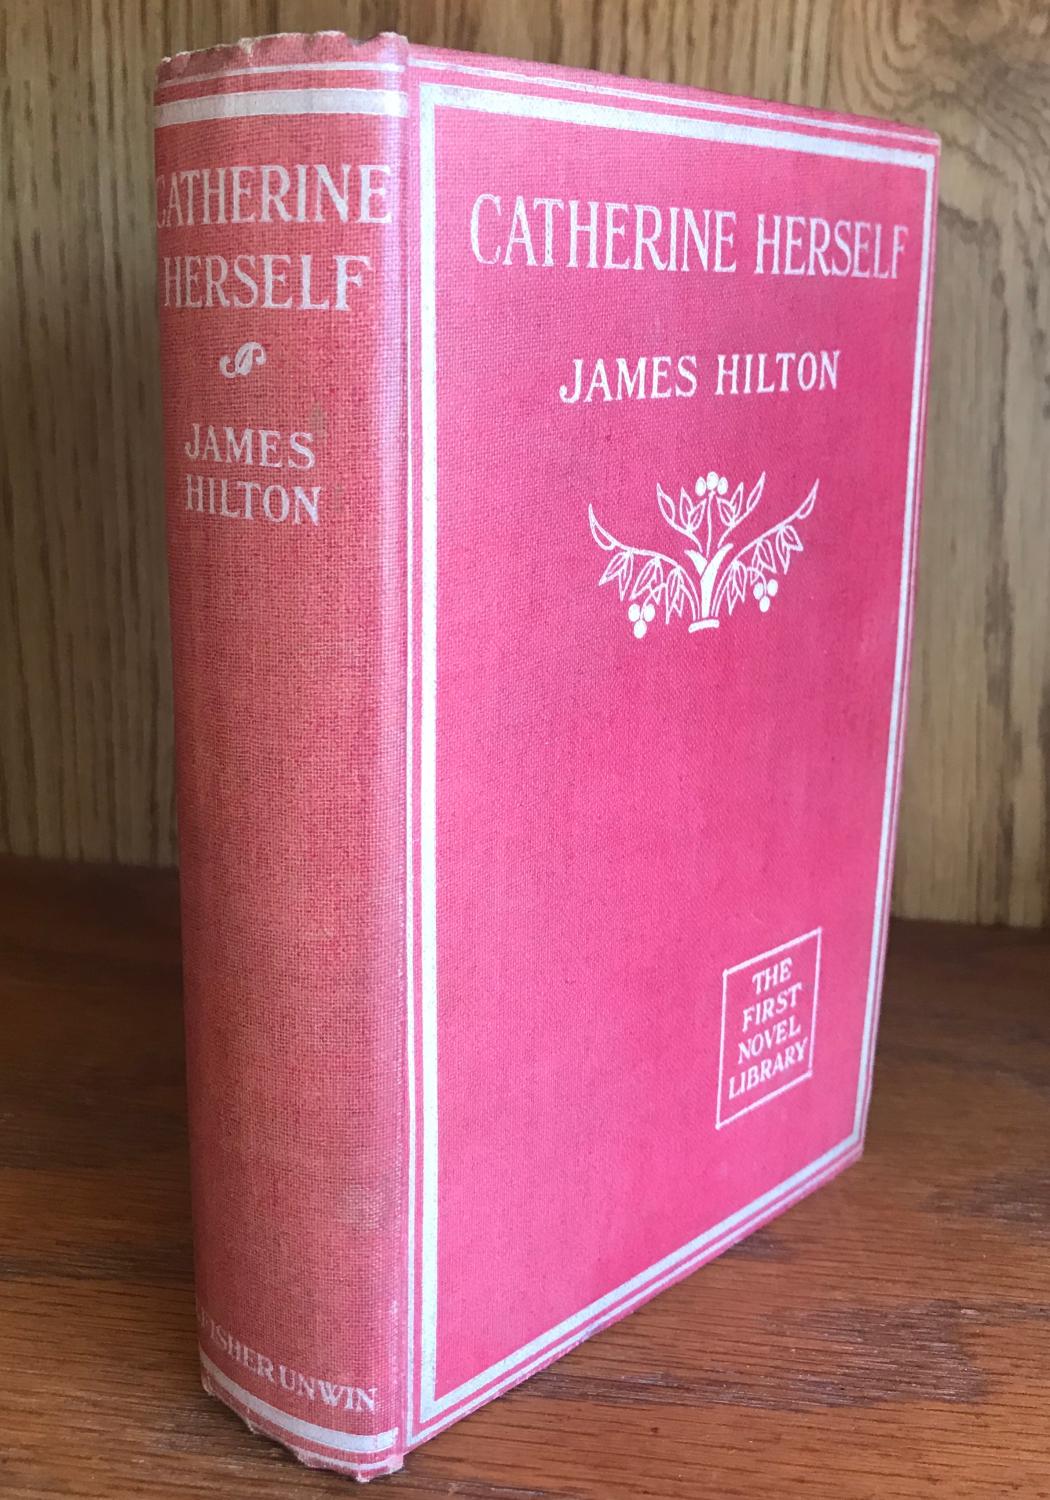 CATHERINE
HERSELF
JAMES
HILTON
FISHER UNWIN
CATHERINE HERSELF
JAMES HILTON
THE
FIRST
NOVEL
LIBRARY